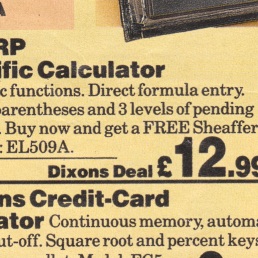 A
RP
ific Calculator
c functions. Direct formula entry.
parentheses and 3 levels of pending
. Buy now and get a FREE Sheaffer
: EL509A.
Dixons Deal £12.99
ns Credit-Card
ator Continuous memory, automa
ut-off. Square root and percent keys